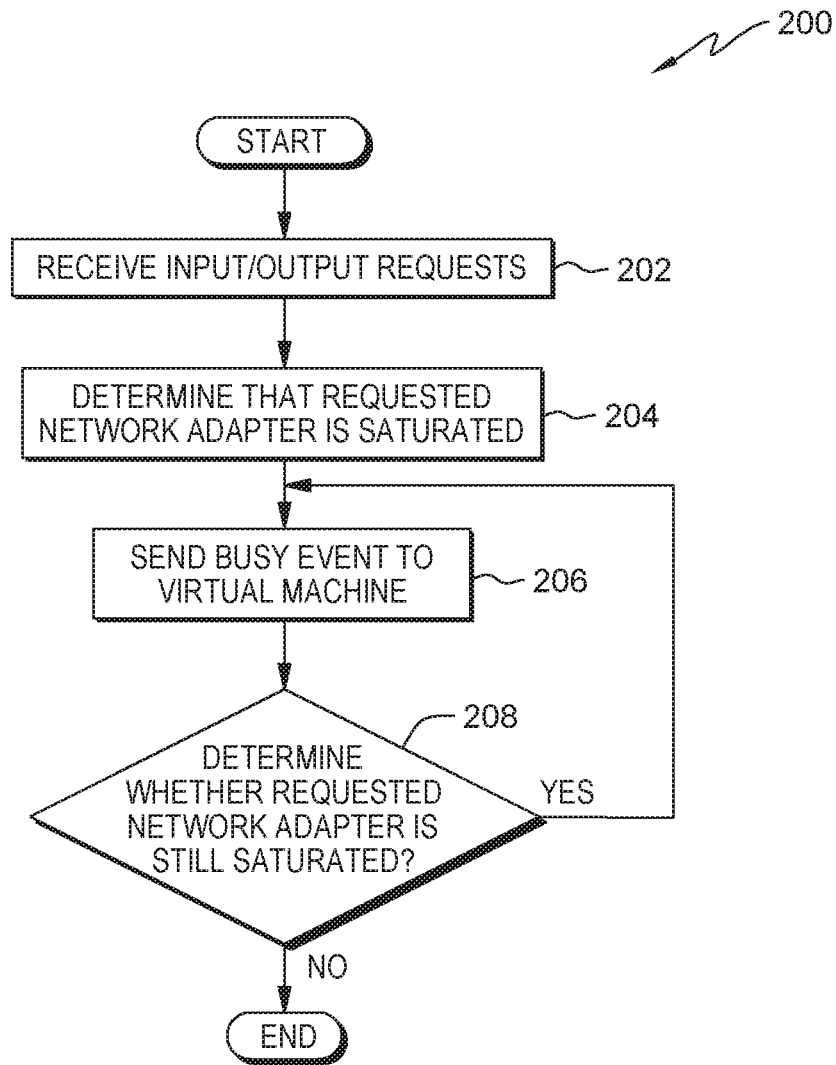 200
START
RECEIVE INPUT/OUTPUT REQUESTS
202
DETERMINE THAT REQUESTED
NETWORK ADAPTER IS SATURATED
204
SEND BUSY EVENT TO
VIRTUAL MACHINE
206
208
DETERMINE
WHETHER REQUESTED
NETWORK ADAPTER IS
STILL SATURATED?
YES
NO
END